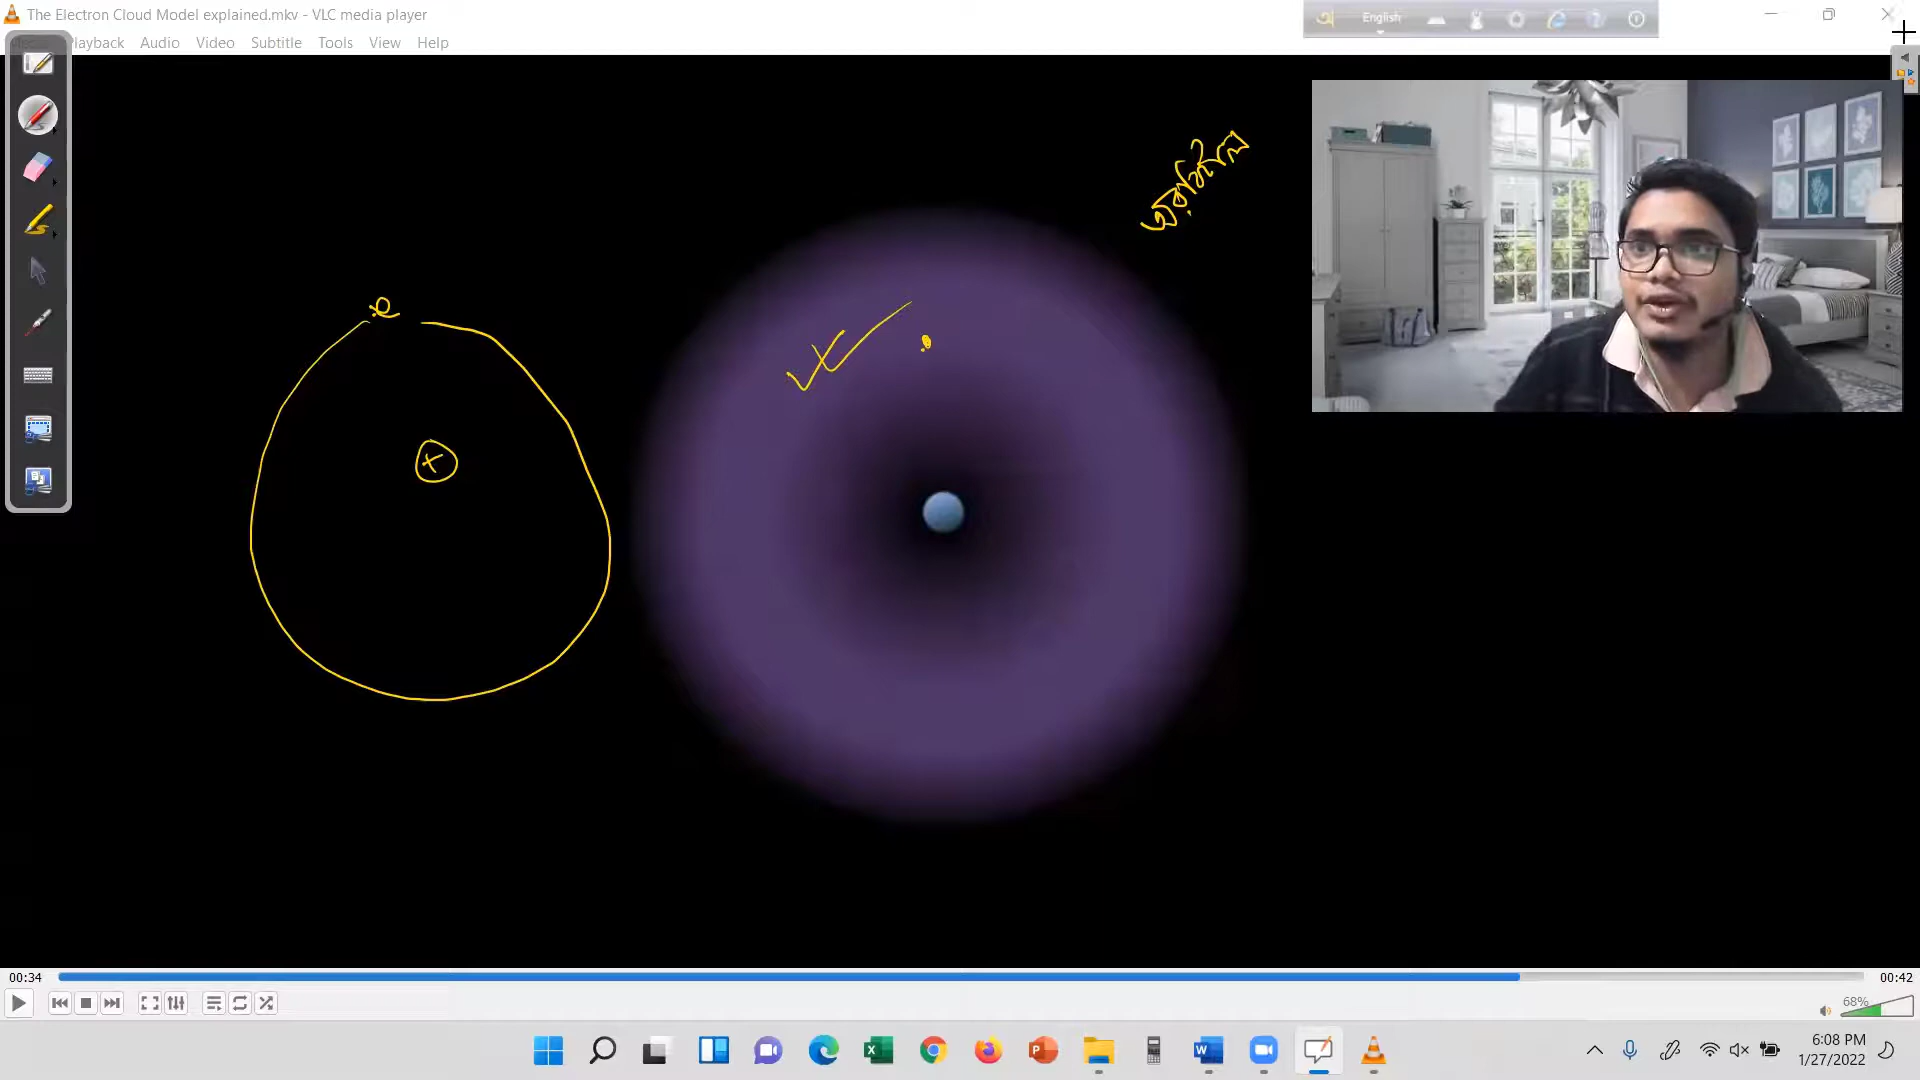 The Electron Cloud Model explained.mkv - VLC media player
অ English
Playback Audio Video Subtitle Tools View Help
e
+
00:34
00:42
68%
6:08 PM
1/27/2022